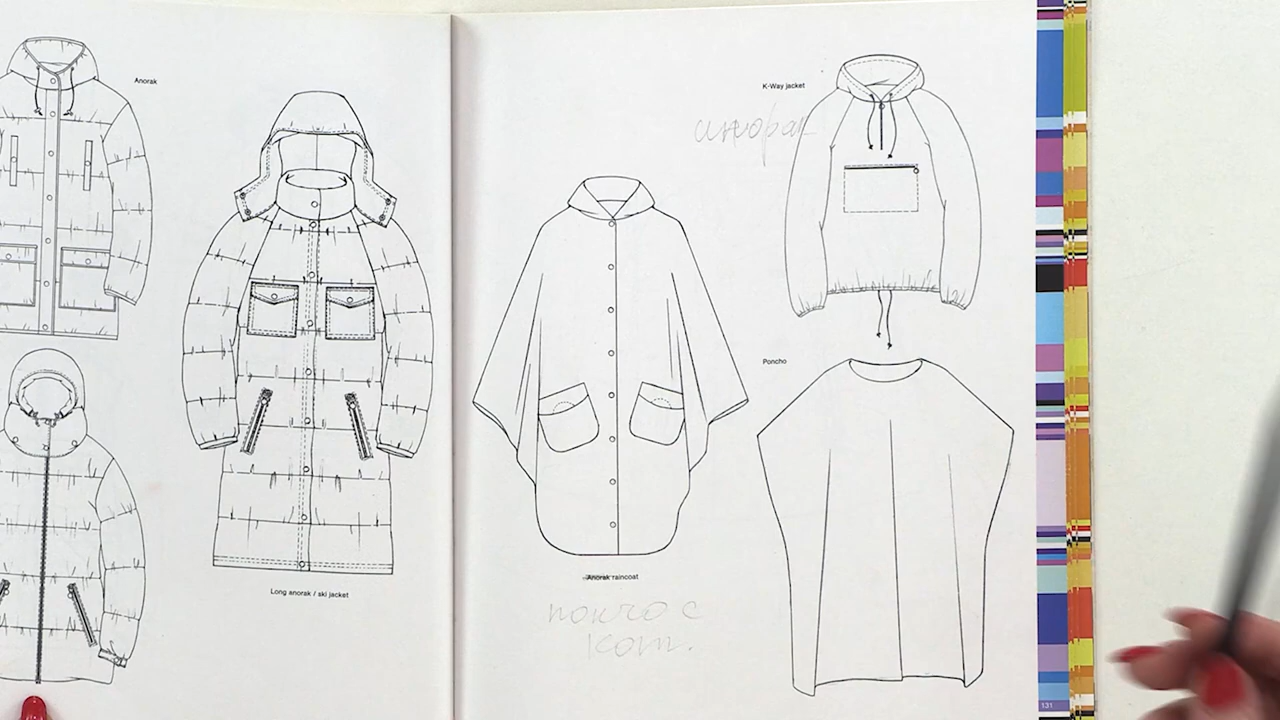 Anorak
Long anorak / ski jacket
K-Way jacket
анорак
Anorak raincoat
пончо с
кап.
Poncho
131